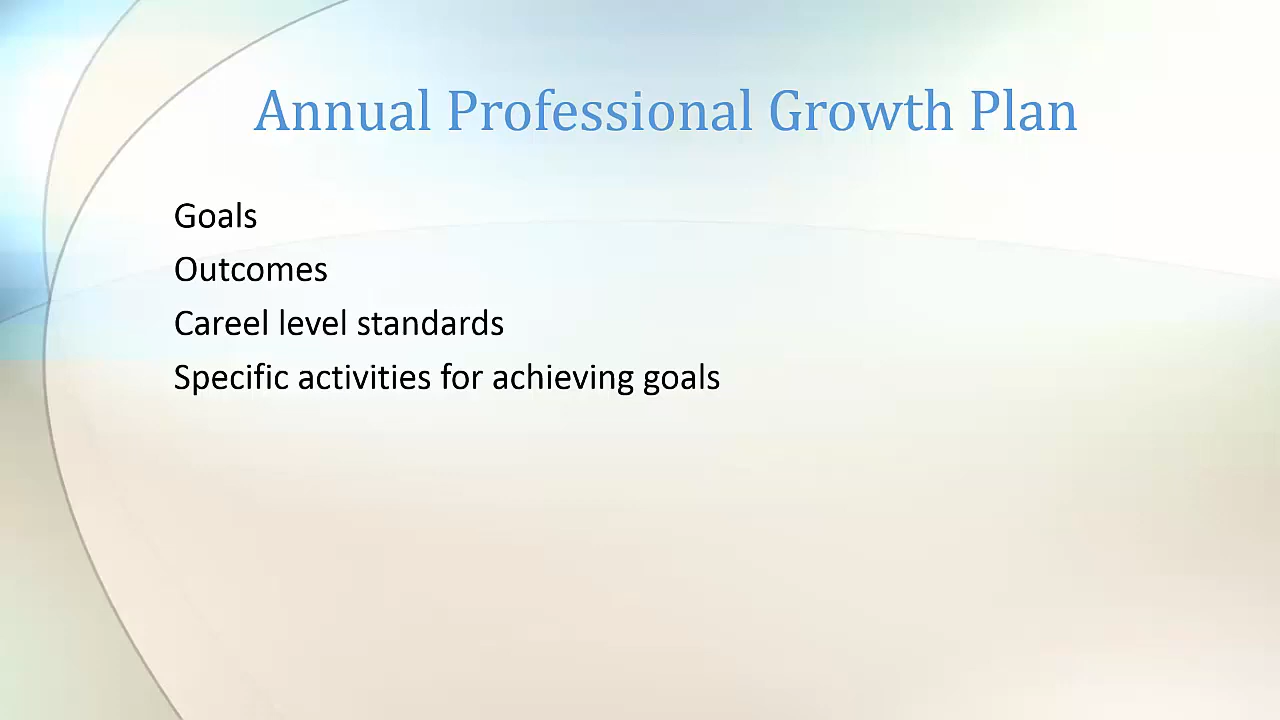 Annual Professional Growth Plan
Goals
Outcomes
Careel level standards
Specific activities for achieving goals